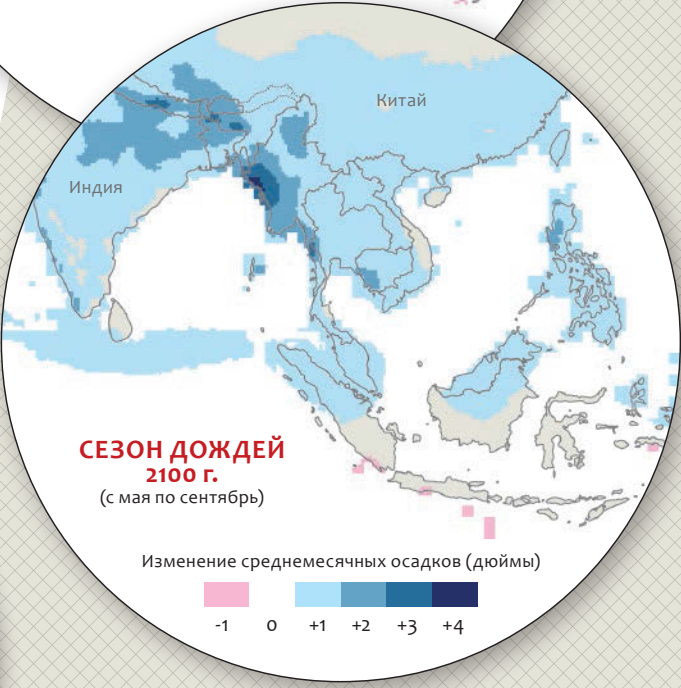 Китай
Индия
СЕЗОН ДОЖДЕЙ
2100 г.
(с мая по сентябрь)
Изменение среднемесячных осадков (дюймы)
-1 0 +1 +2 +3 +4